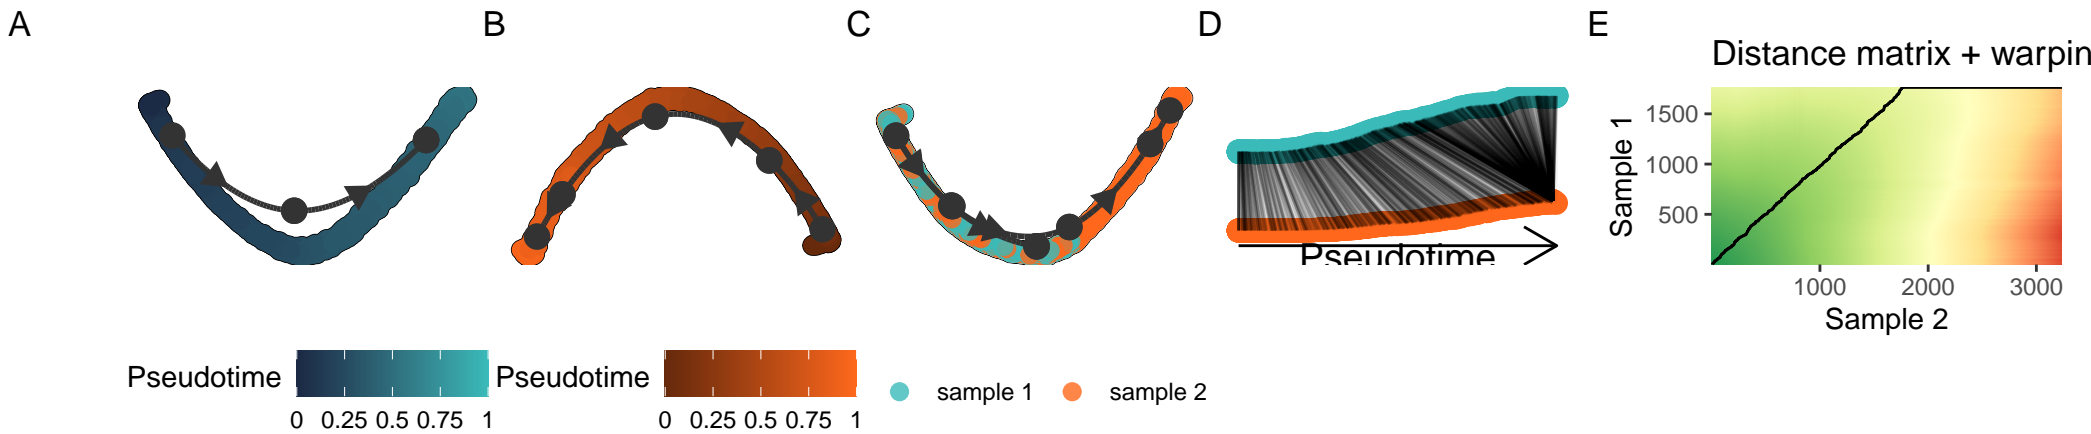 A
B
C
D
E
Distance matrix + warpin
Sample 1
1500
1000
500
1000 2000 3000
Sample 2
Pseudotime
Pseudotime
0 0.25 0.5 0.75 1
Pseudotime
0 0.25 0.5 0.75 1
sample 1
sample 2